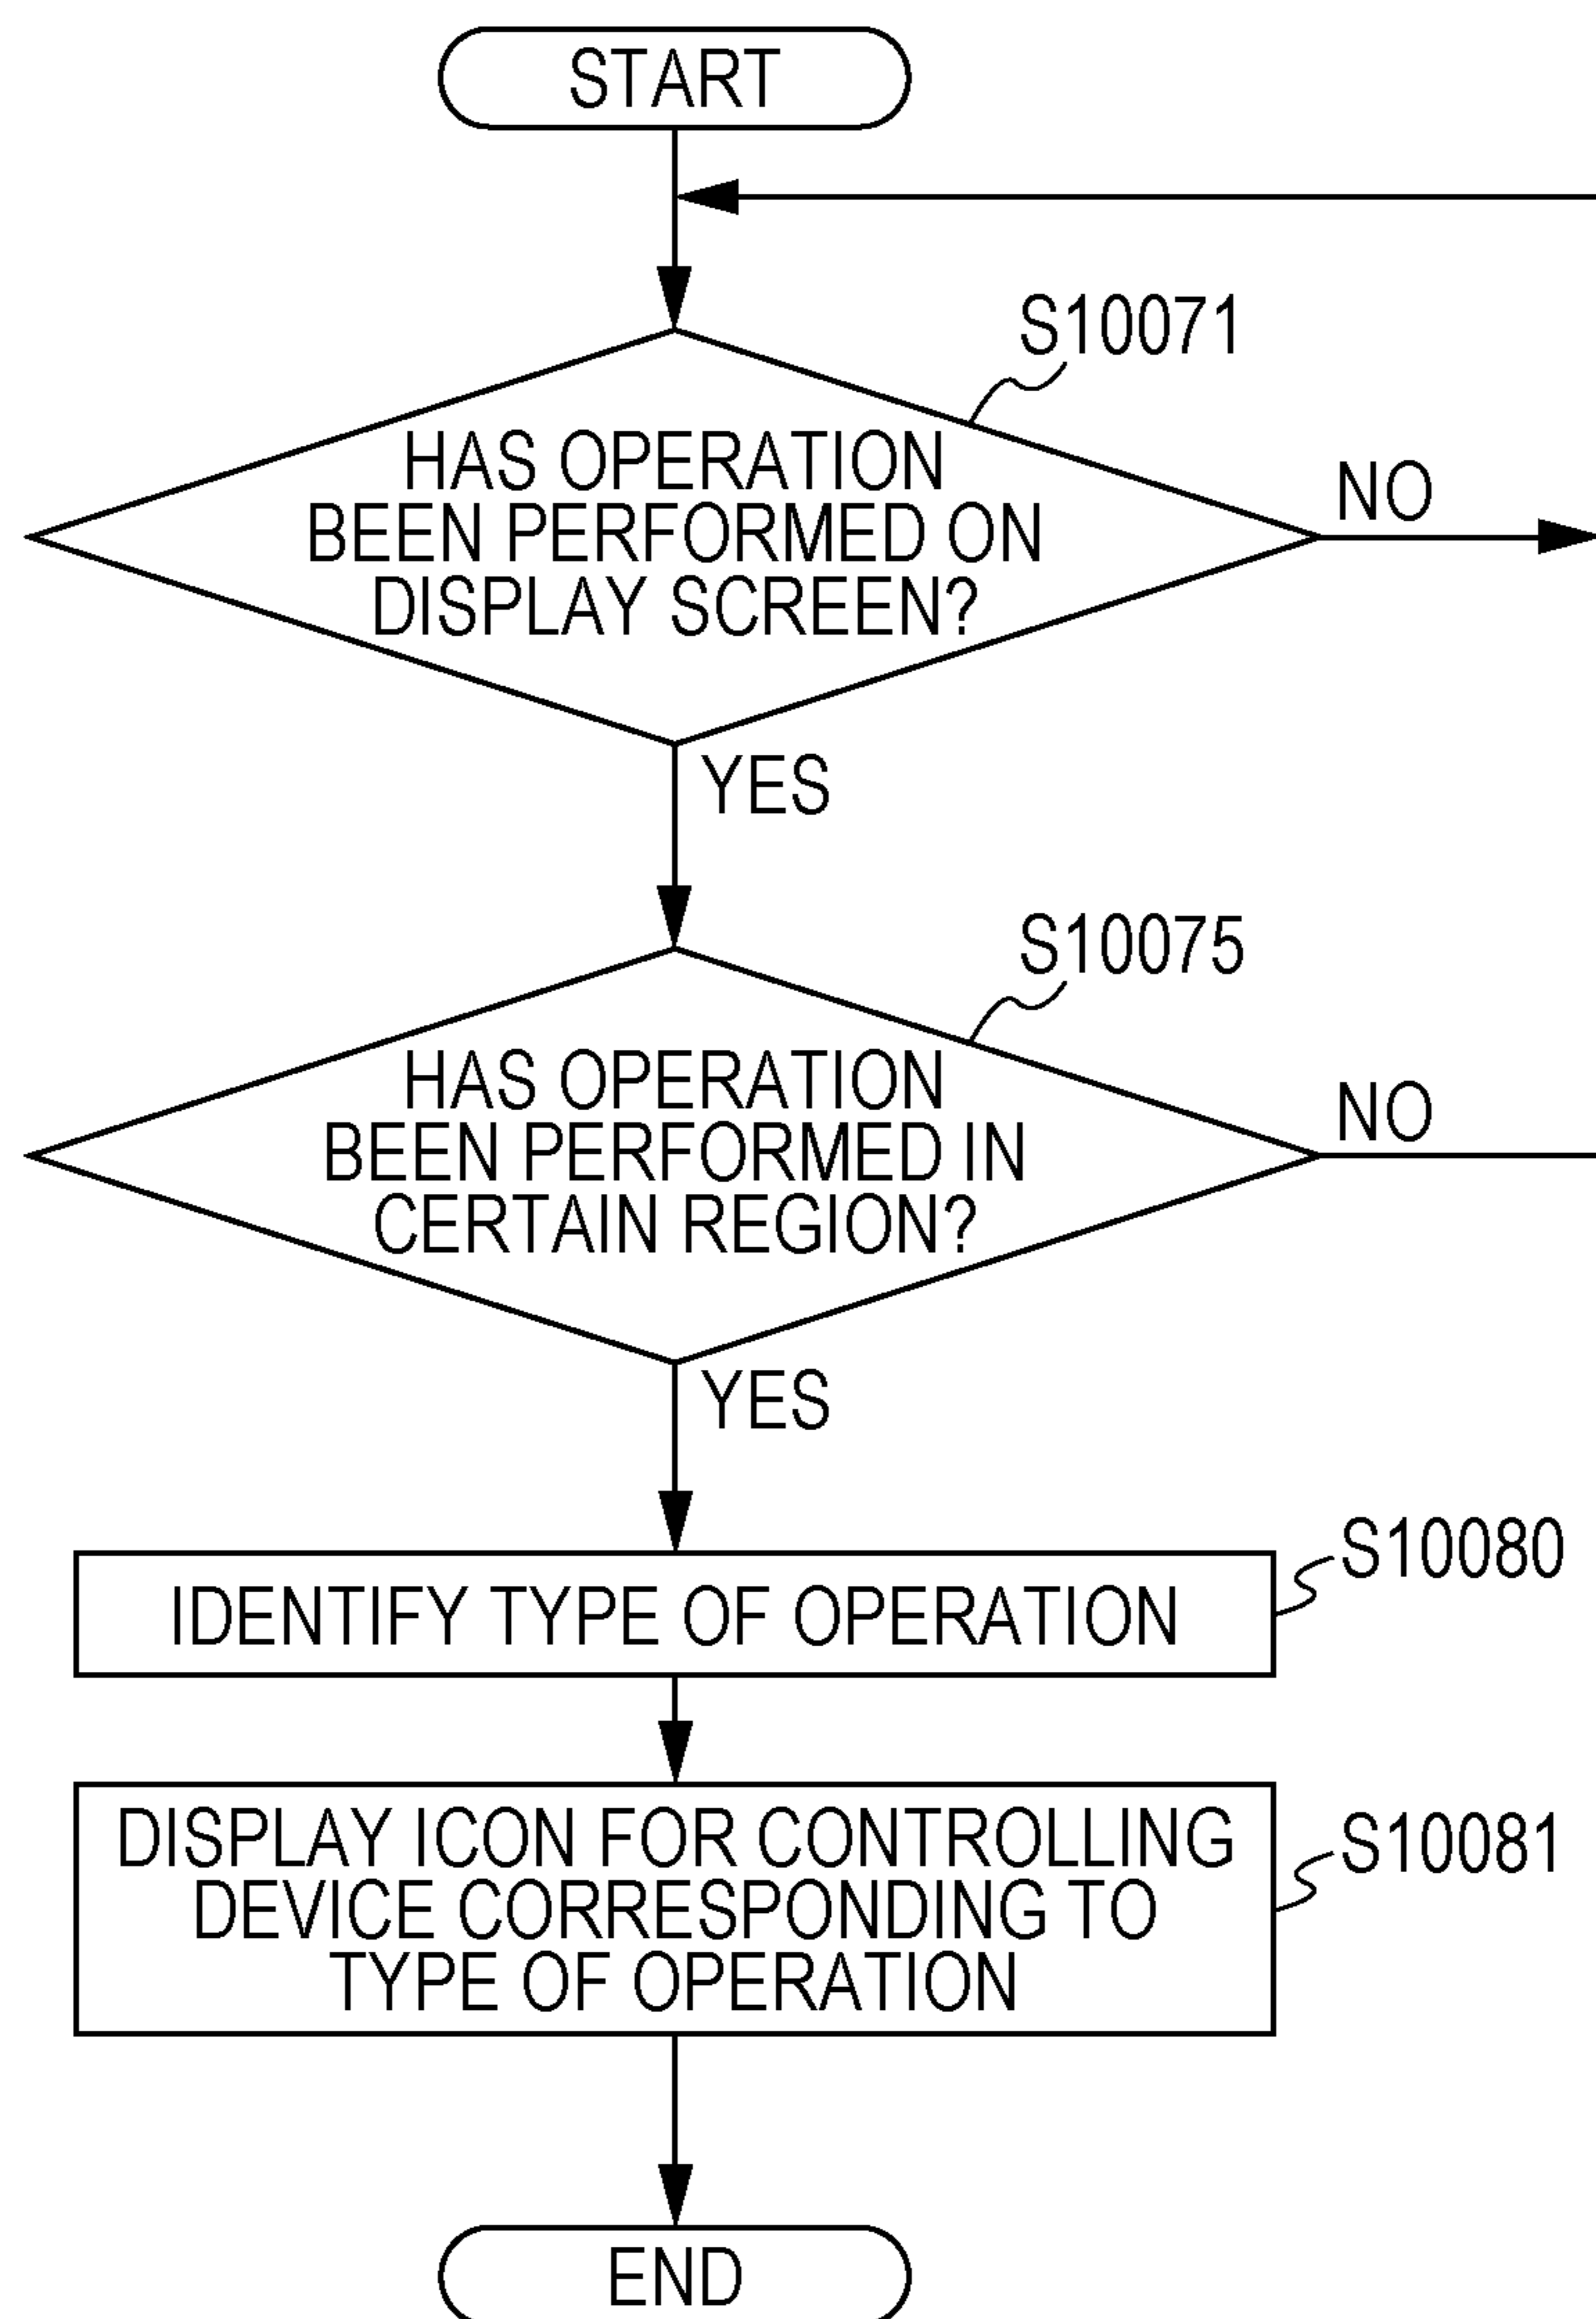 START
S10071
HAS OPERATION
BEEN PERFORMED ON
DISPLAY SCREEN?
NO
YES
S10075
HAS OPERATION
BEEN PERFORMED IN
CERTAIN REGION?
NO
YES
S10080
IDENTIFY TYPE OF OPERATION
S10081
DISPLAY ICON FOR CONTROLLING
DEVICE CORRESPONDING TO
TYPE OF OPERATION
END